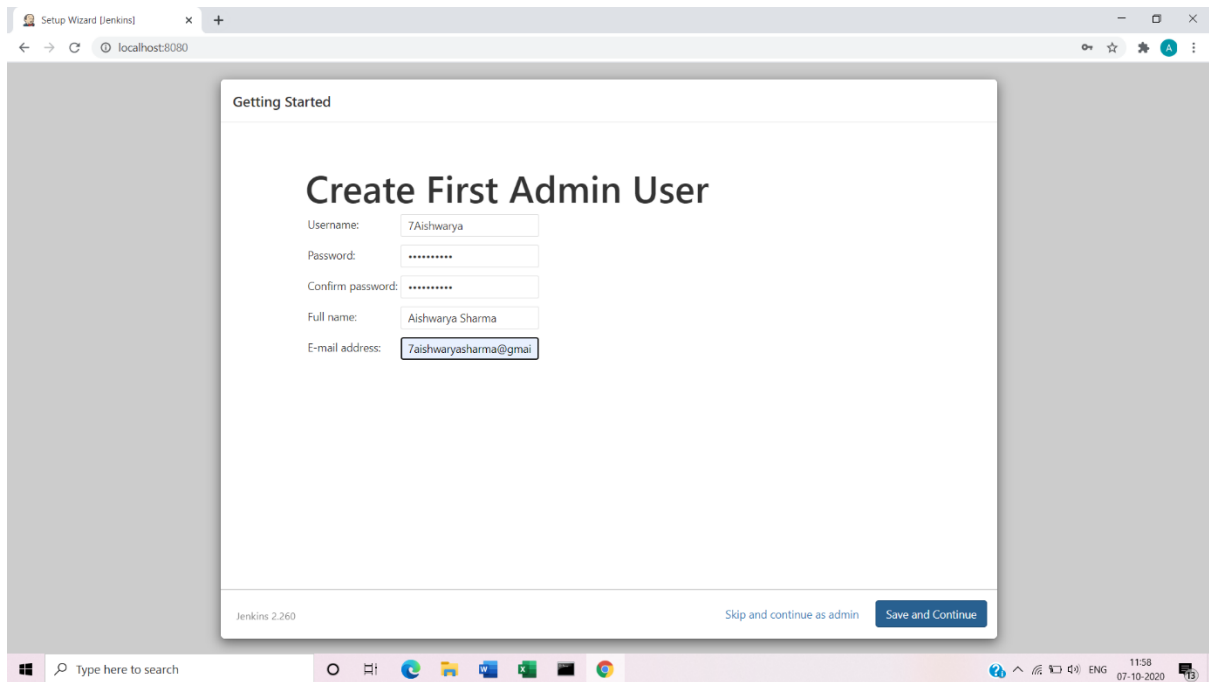 Setup Wizard [Jenkins]
localhost:8080
A
Getting Started
Create First Admin User
Username: 7Aishwarya
Password: ••••••••••
Confirm password: ••••••••••
Full name: Aishwarya Sharma
E-mail address: 7aishwaryasharma@gmai
Jenkins 2.260 Skip and continue as admin Save and Continue
Type here to search
ENG
11:58
07-10-2020
13